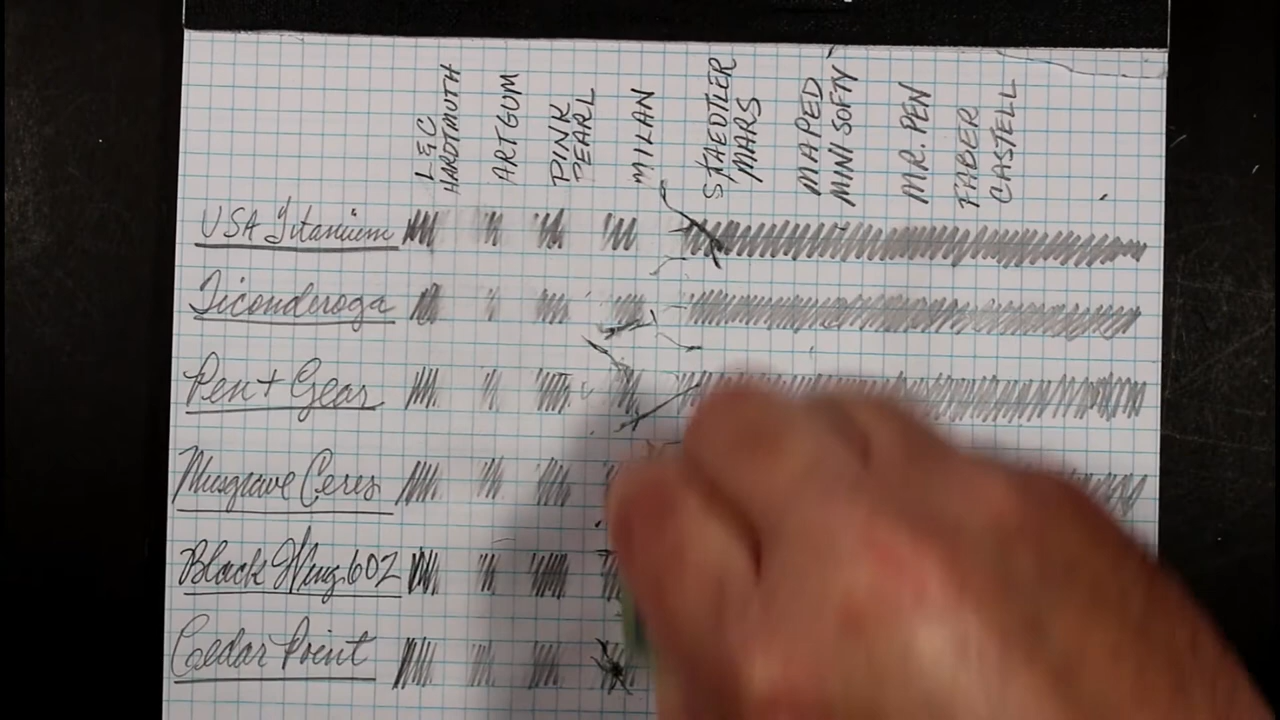 L&C
HARDTMUTH
ARTGUM
PINK
PEARL
MILAN
STAEDTLER
MARS
MAPED
MINI SOFTY
MR. PEN
FABER
CASTELL
USA Titanium
Ticonderoga
Pen + Gear
Musgrave Ceres
Black Wing 602
Cedar Point